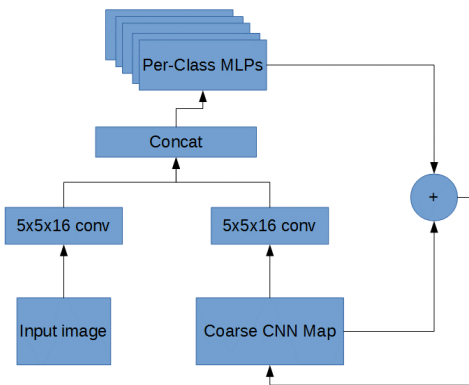 Per-Class MLPs
Concat
5x5x16 conv
5x5x16 conv
+
Input image
Coarse CNN Map